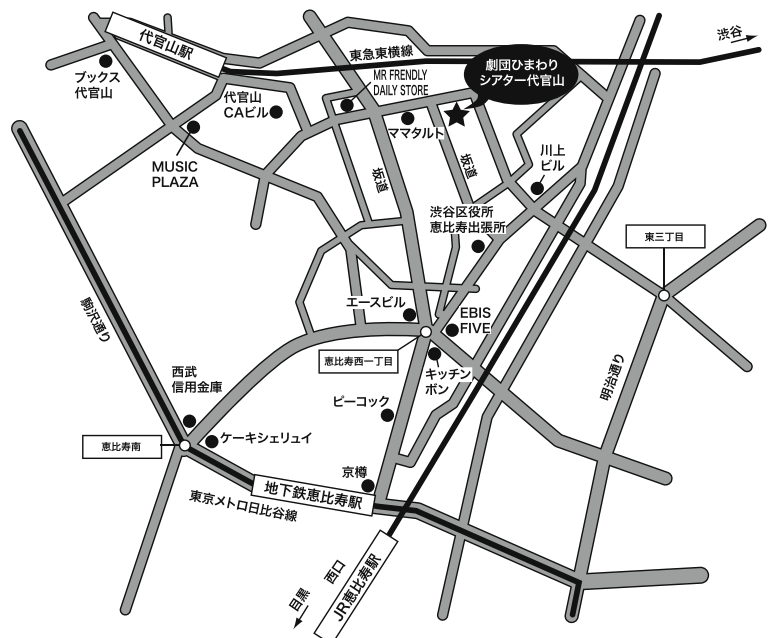 代官山駅
東急東横線
渋谷
ブックス
代官山
代官山
CAビル
MR FRENDLY
DAILY STORE
劇団ひまわり
シアター代官山
ママタルト
MUSIC
PLAZA
坂道
坂道
川上
ビル
渋谷区役所
恵比寿出張所
東三丁目
駒沢通り
エースビル
EBIS
FIVE
恵比寿西一丁目
キッチン
ボン
明治通り
西武
信用金庫
ピーコック
ケーキシェリュイ
恵比寿南
京樽
地下鉄恵比寿駅
東京メトロ日比谷線
西口
JR恵比寿駅
目黒